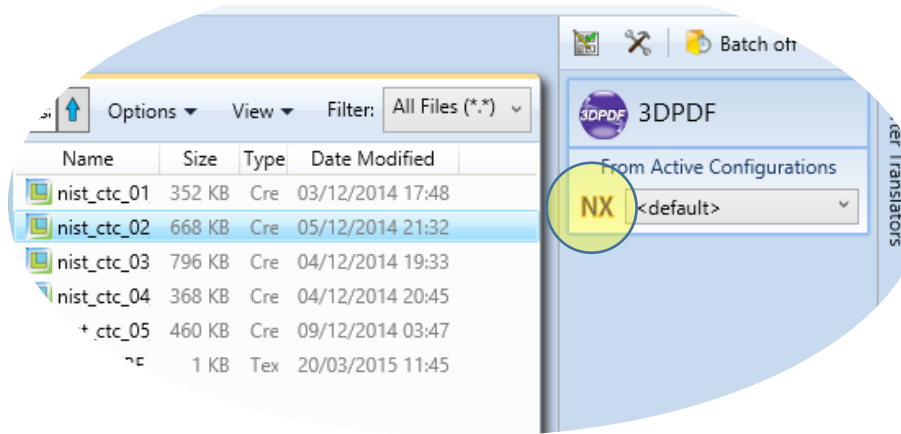 Batch
Options View Filter: All Files (*.*)
3DPDF 3DPDF
Name Size Type Date Modified
From Active Configurations
nist_ctc_01 352 KB Cre 03/12/2014 17:48
NX <default>
nist_ctc_02 668 KB Cre 05/12/2014 21:32
nist_ctc_03 796 KB Cre 04/12/2014 19:33
nist_ctc_04 368 KB Cre 04/12/2014 20:45
ctc_05 460 KB Cre 09/12/2014 03:47
1 KB Tex 20/03/2015 11:45
Translators